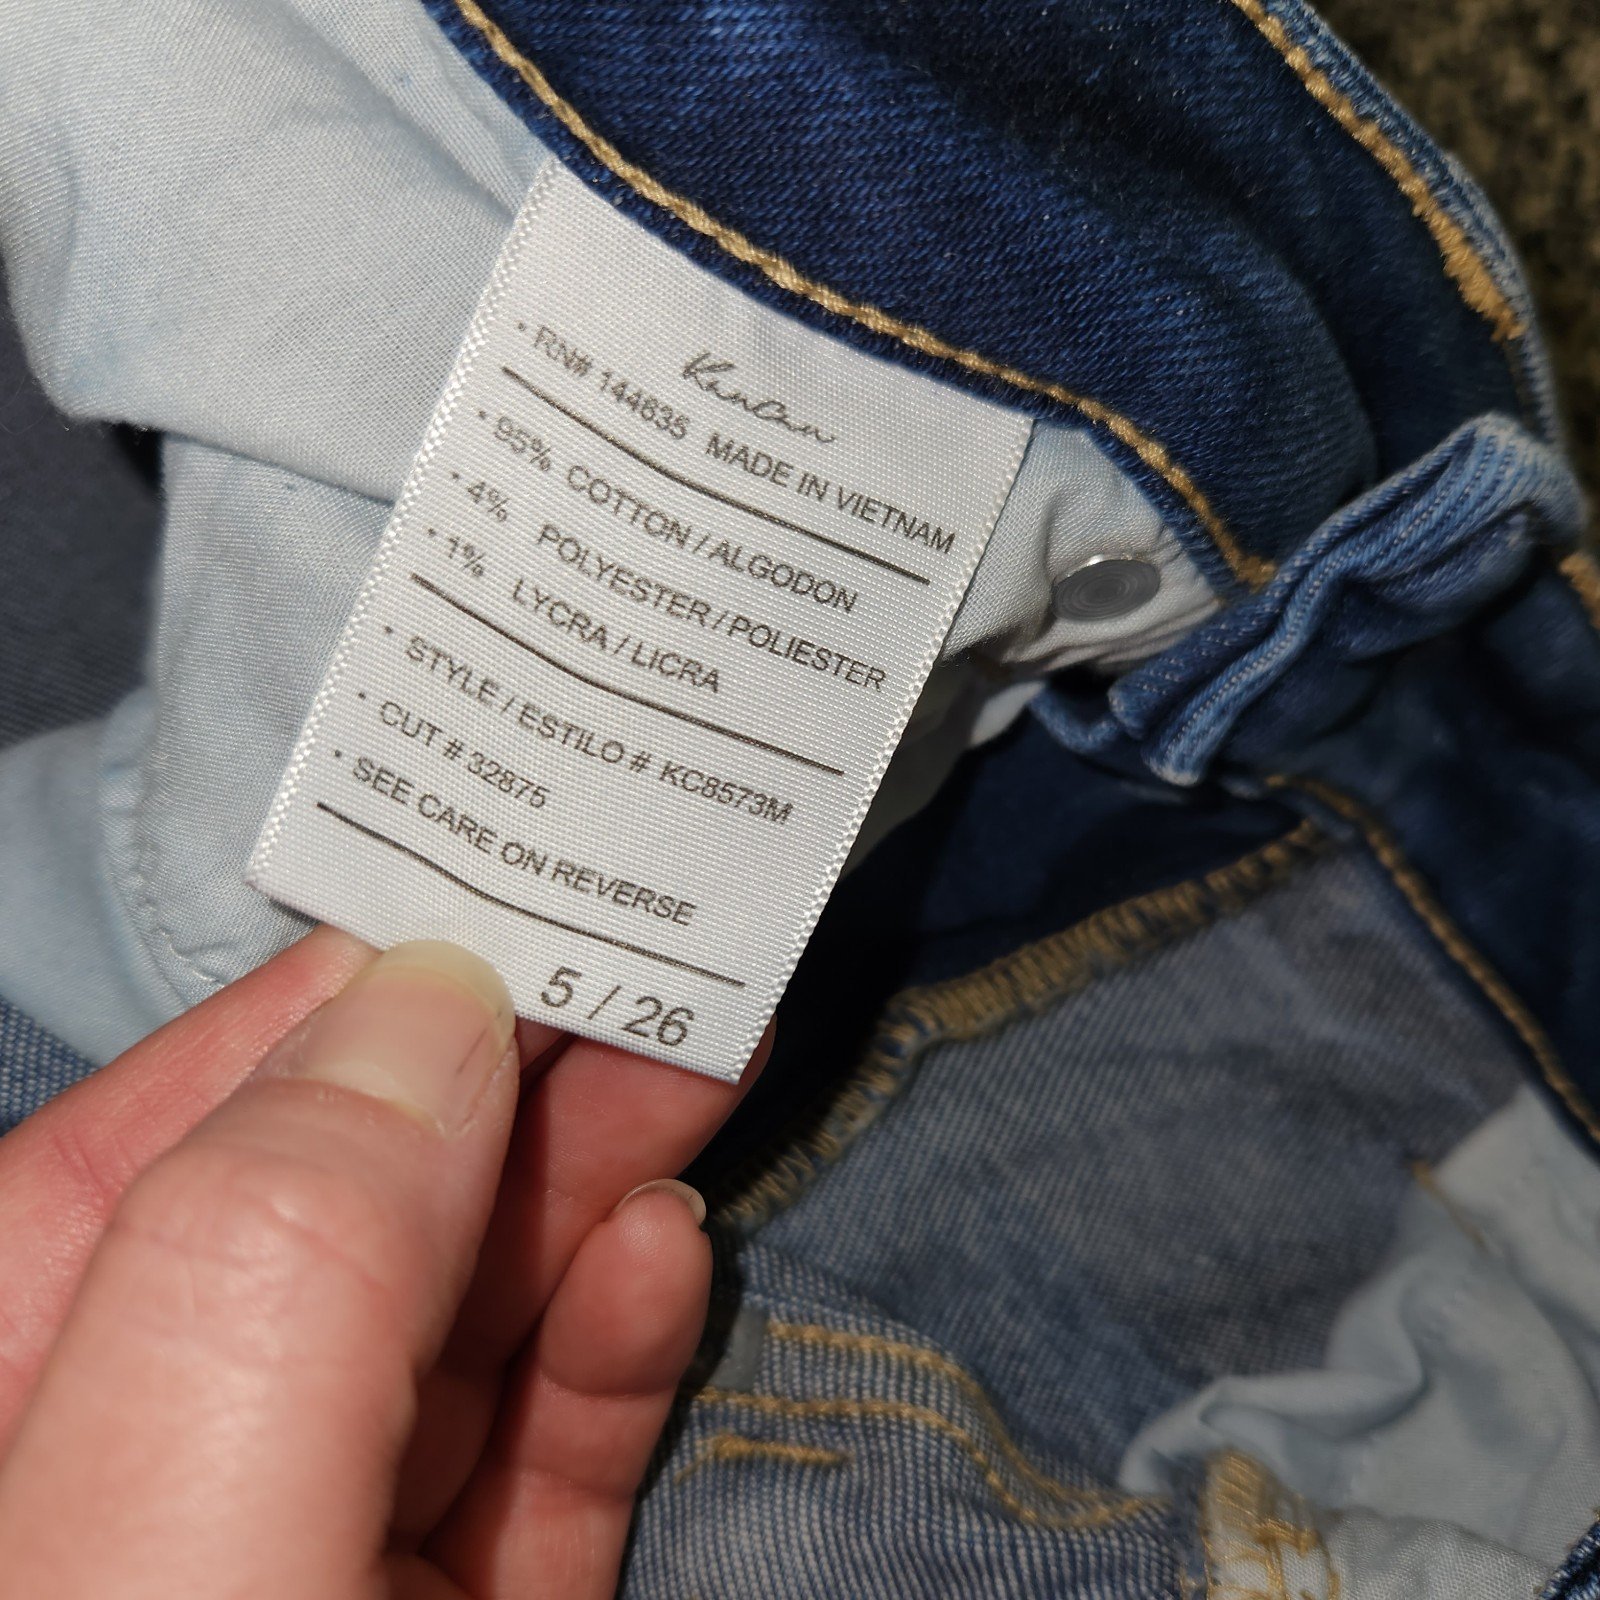 KanCan
· RN# 144635 MADE IN VIETNAM
· 95% COTTON / ALGODON
· 4% POLYESTER / POLIESTER
· 1% LYCRA / LICRA
· STYLE / ESTILO # KC8573M
· CUT # 32875
· SEE CARE ON REVERSE
5 / 26